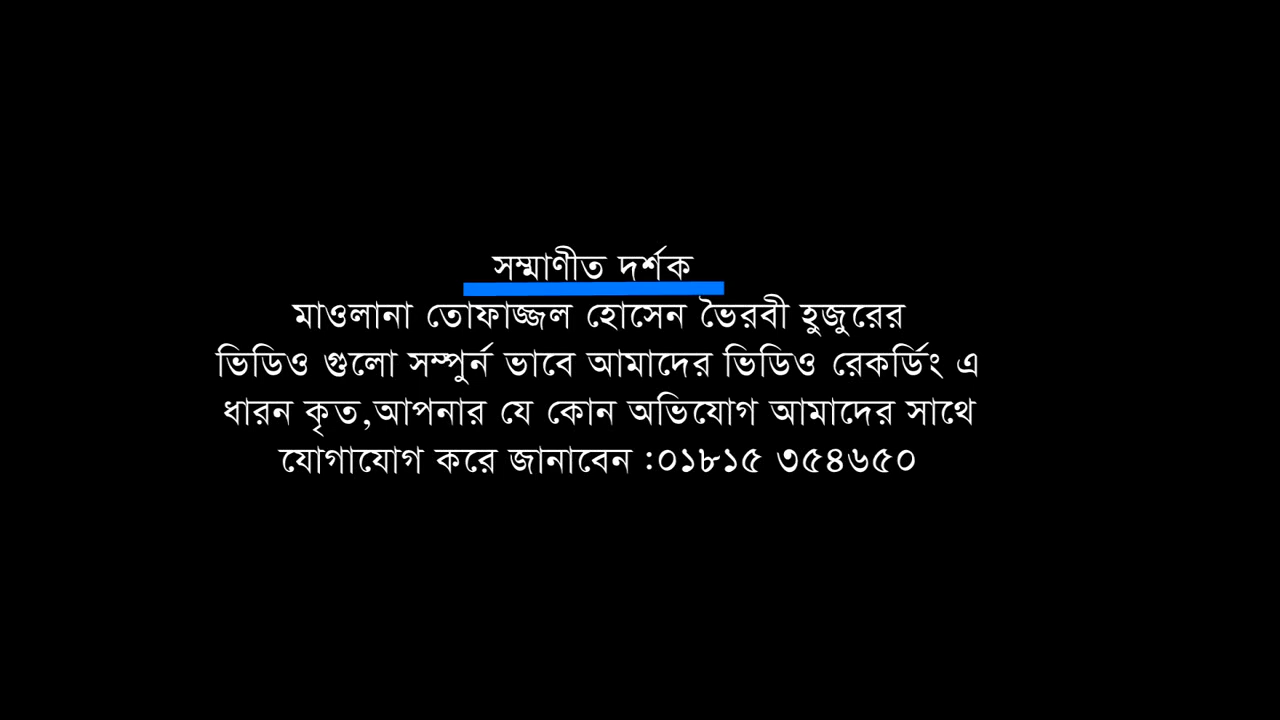 সম্মাণীত দর্শক
মাওলানা তোফাজ্জল হোসেন ভৈরবী হুজুরের
ভিডিও গুলো সম্পুর্ন ভাবে আমাদের ভিডিও রেকর্ডিং এ
ধারন কৃত,আপনার যে কোন অভিযোগ আমাদের সাথে
যোগাযোগ করে জানাবেন :০১৮১৫ ৩৫৪৬৫০